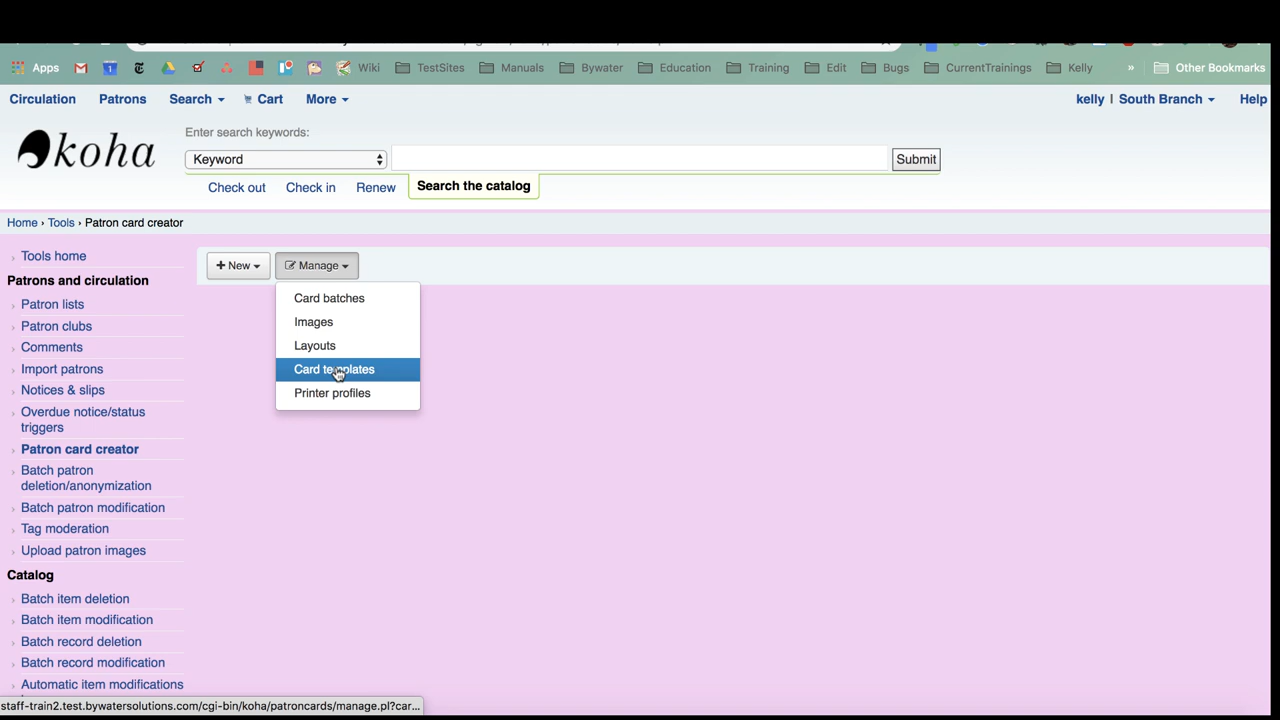 Apps Wiki TestSites Manuals Bywater Education Training Edit Bugs CurrentTrainings Kelly » Other Bookmarks
Circulation Patrons Search Cart More kelly | South Branch Help
Enter search keywords:
koha
Keyword Submit
Check out Check in Renew Search the catalog
Home › Tools › Patron card creator
Tools home
Patrons and circulation
Patron lists
Patron clubs
Comments
Import patrons
Notices & slips
Overdue notice/status
triggers
Patron card creator
Batch patron
deletion/anonymization
Batch patron modification
Tag moderation
Upload patron images
Catalog
Batch item deletion
Batch item modification
Batch record deletion
Batch record modification
Automatic item modifications
+ New Manage
Card batches
Images
Layouts
Card templates
Printer profiles
staff-train2.test.bywatersolutions.com/cgi-bin/koha/patroncards/manage.pl?car...